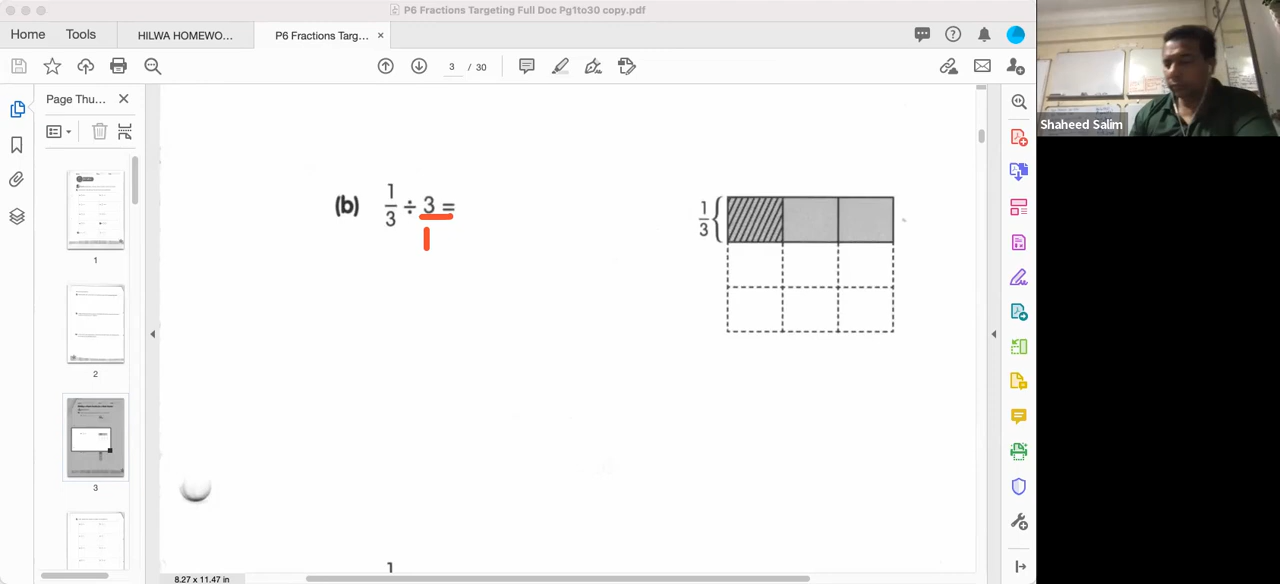 P6 Fractions Targeting Full Doc Pg1to30 copy.pdf
Home
Tools
HILWA HOMEWO...
P6 Fractions Targ...
×
3 / 30
Page Thu...
1
2
3
(b) 1/3 ÷ 3 =
1
1/3
1
8.27 x 11.47 in
Shaheed Salim